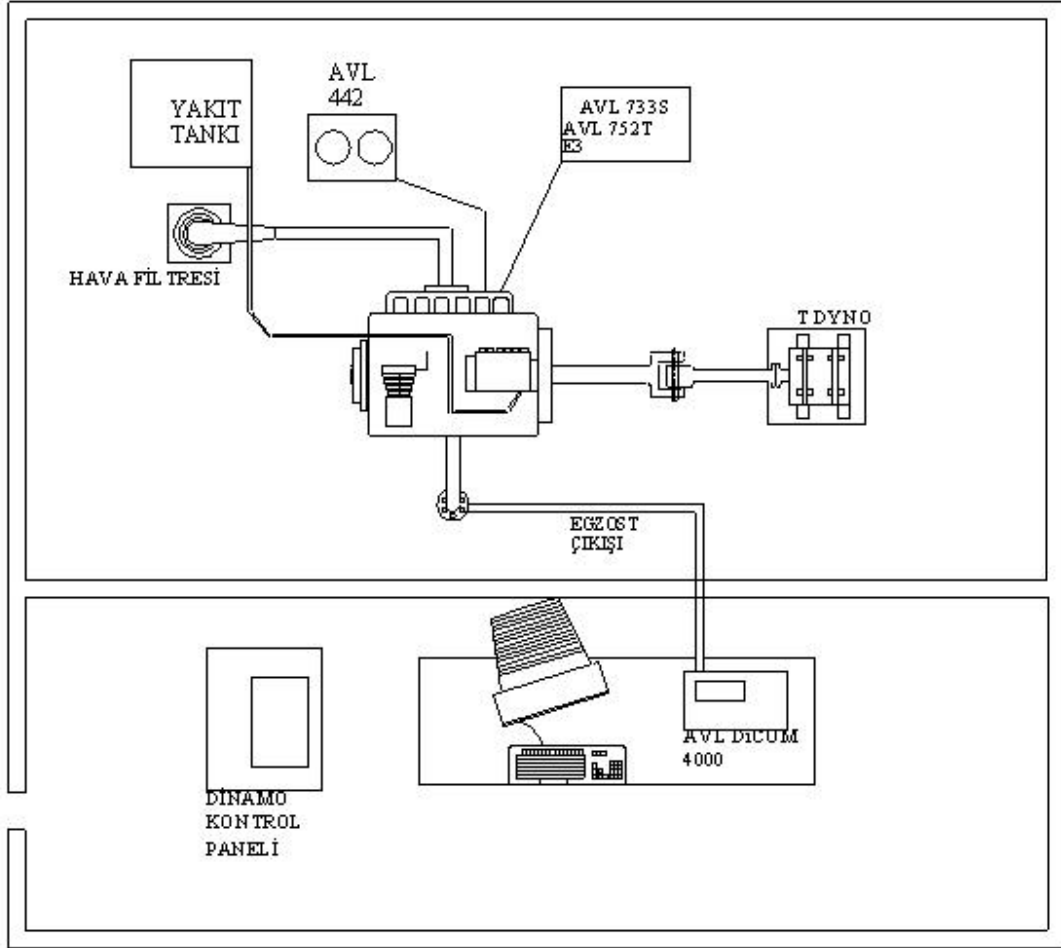 YAKIT
TANKI
AVL
442
AVL 733S
AVL 752T
E3
HAVA FİLTRESİ
T DYNO
EGZOST
ÇIKIŞI
AVL DiCOM
4000
DİNAMO
KONTROL
PANELİ